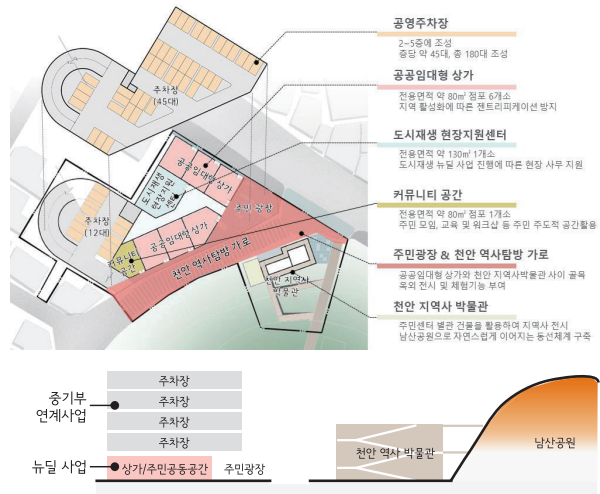 공영주차장
2~5층에 조성
층당 약 45대, 총 180대 조성
공공임대형 상가
전용면적 약 80㎡ 점포 6개소
지역 활성화에 따른 젠트리피케이션 방지
도시재생 현장지원센터
전용면적 약 130㎡ 1개소
도시재생 뉴딜 사업 진행에 따른 현장 사무 지원
커뮤니티 공간
전용면적 약 80㎡ 점포 1개소
주민 모임, 교육 및 워크샵 등 주민 주도적 공간활용
주민광장 & 천안 역사탐방 가로
공공임대형 상가와 천안 지역사박물관 사이 골목
옥외 전시 및 체험기능 부여
천안 지역사 박물관
주민센터 별관 건물을 활용하여 지역사 전시
남산공원으로 자연스럽게 이어지는 동선체계 구축
주차장
(45대)
공공임대형 상가
도시재생
현장지원
센터
주민 광장
주차장
(12대)
공공임대형 상가
커뮤니티
공간
천안 역사탐방 가로
천안 지역사
박물관
중기부
연계사업
주차장
주차장
주차장
주차장
뉴딜 사업
상가/주민공동공간
주민광장
천안 역사 박물관
남산공원